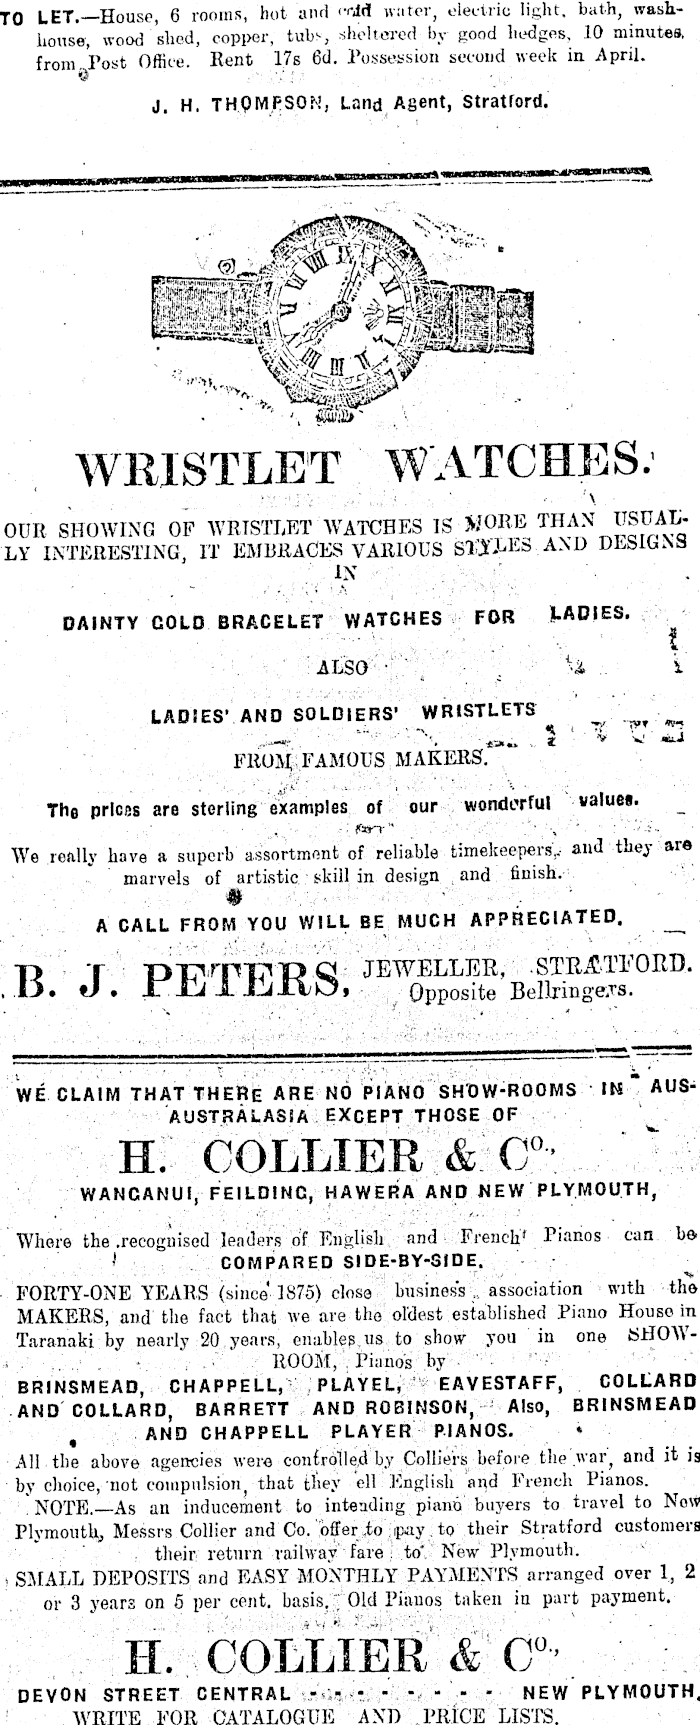 TO LET.—House, 6 rooms, hot and cold water, electric light, bath, wash-
house, wood shed, copper, tubs, sheltered by good hedges, 10 minutes,
from Post Office. Rent 17s 6d. Possession second week in April.
J. H. THOMPSON, Land Agent, Stratford.
WRISTLET WATCHES.
OUR SHOWING OF WRISTLET WATCHES IS MORE THAN USUAL-
LY INTERESTING, IT EMBRACES VARIOUS STYLES AND DESIGNS
IN
DAINTY GOLD BRACELET WATCHES FOR LADIES.
ALSO
LADIES' AND SOLDIERS' WRISTLETS
FROM FAMOUS MAKERS.
The prices are sterling examples of our wonderful values.
We really have a superb assortment of reliable timekeepers, and they are
marvels of artistic skill in design and finish.
A CALL FROM YOU WILL BE MUCH APPRECIATED.
B. J. PETERS, JEWELLER, STRATFORD.
Opposite Bellringers.
WE CLAIM THAT THERE ARE NO PIANO SHOW-ROOMS IN AUS-
AUSTRALASIA EXCEPT THOSE OF
H. COLLIER & CO.,
WANGANUI, FEILDING, HAWERA AND NEW PLYMOUTH,
Where the recognised leaders of English and French Pianos can be
COMPARED SIDE-BY-SIDE.
FORTY-ONE YEARS (since 1875) close business association with the
MAKERS, and the fact that we are the oldest established Piano House in
Taranaki by nearly 20 years, enables us to show you in one SHOW-
ROOM, Pianos by
BRINSMEAD, CHAPPELL, PLAYEL, EAVESTAFF, COLLARD
AND COLLARD, BARRETT AND ROBINSON, Also, BRINSMEAD
AND CHAPPELL PLAYER PIANOS.
All the above agencies were controlled by Colliers before the war, and it is
by choice, not compulsion, that they ell English and French Pianos.
NOTE.—As an inducement to intending piano buyers to travel to New
Plymouth, Messrs Collier and Co. offer to pay to their Stratford customers
their return railway fare to New Plymouth.
SMALL DEPOSITS and EASY MONTHLY PAYMENTS arranged over 1, 2
or 3 years on 5 per cent. basis. Old Pianos taken in part payment.
H. COLLIER & CO.,
DEVON STREET CENTRAL - - - - - - - - NEW PLYMOUTH.
WRITE FOR CATALOGUE AND PRICE LISTS.